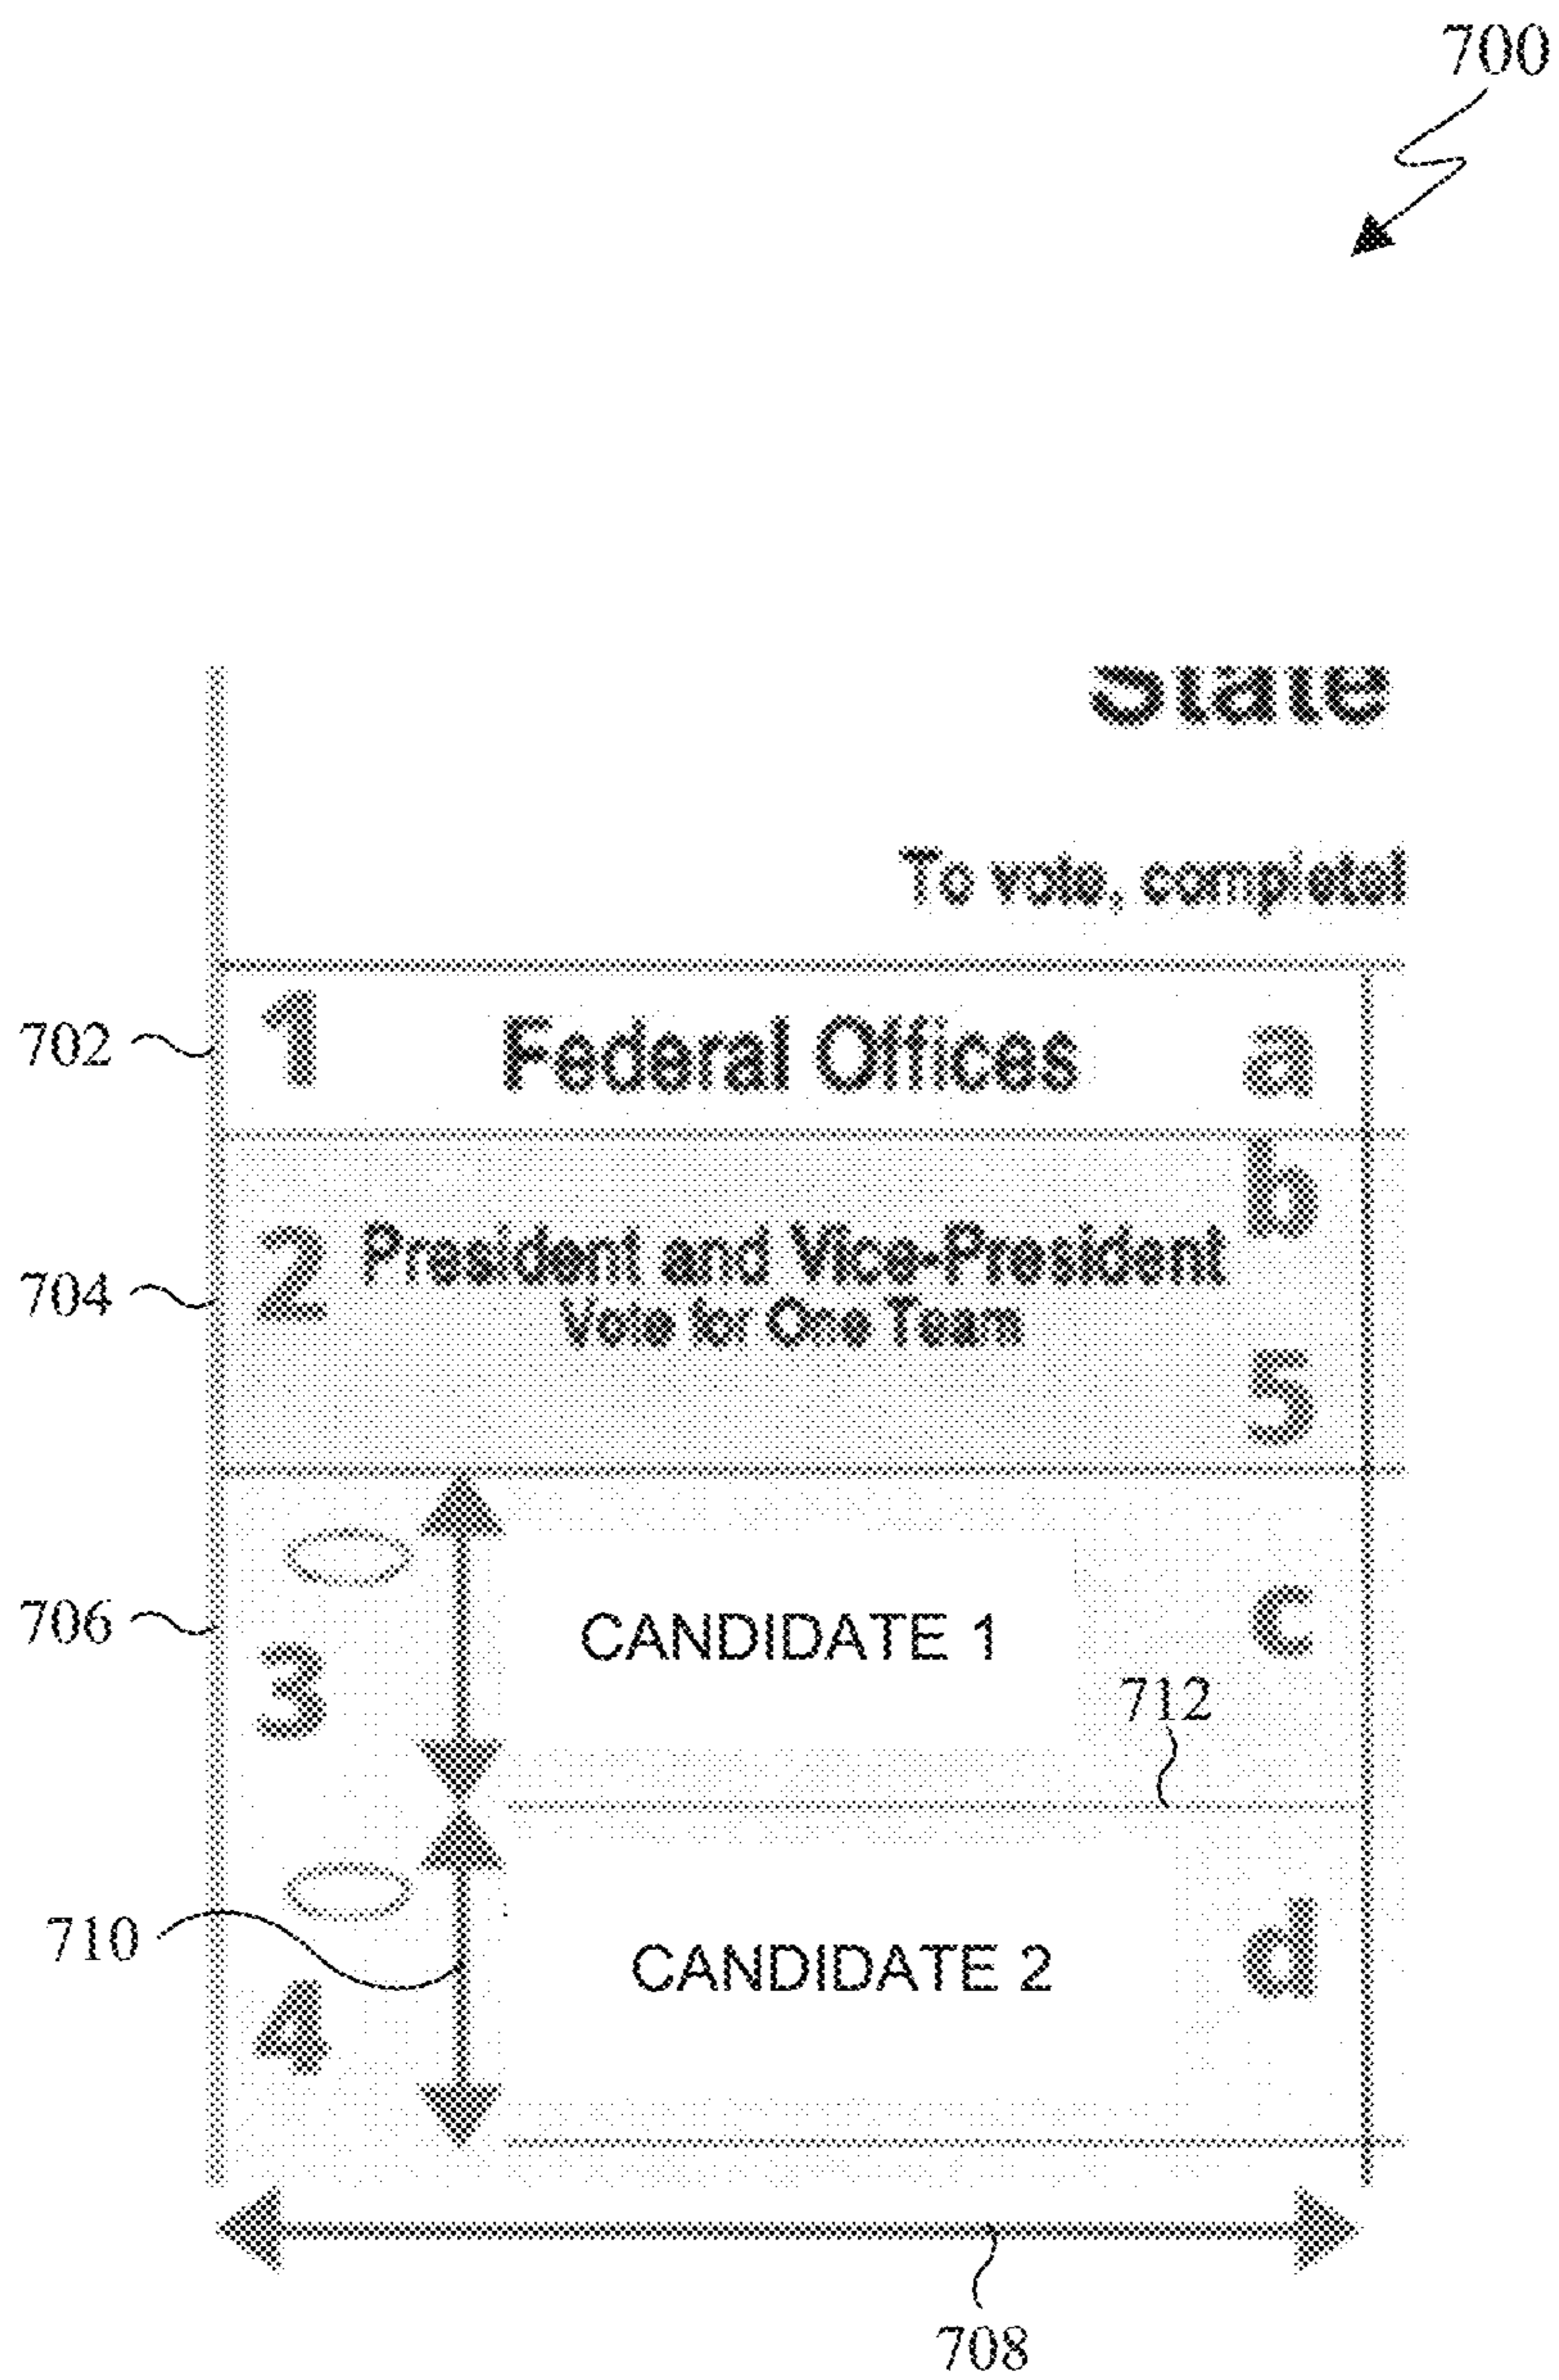 700
State
To vote, completel
702
1 Federal Offices a
b
704
2 President and Vice-President
Vote for One Team
5
706
3
CANDIDATE 1
c
712
710
4
CANDIDATE 2
d
708